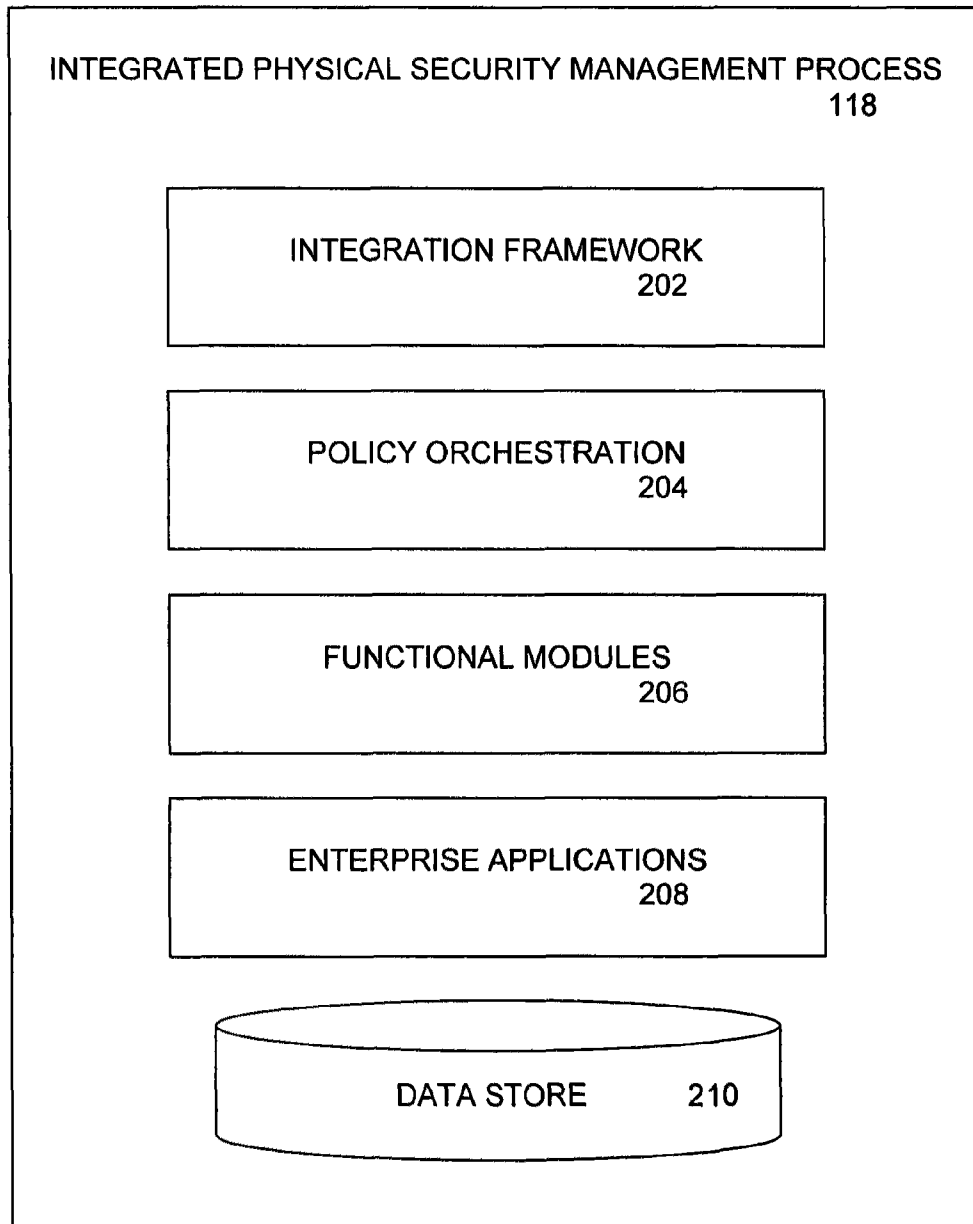 INTEGRATED PHYSICAL SECURITY MANAGEMENT PROCESS
118
INTEGRATION FRAMEWORK
202
POLICY ORCHESTRATION
204
FUNCTIONAL MODULES
206
ENTERPRISE APPLICATIONS
208
DATA STORE 210